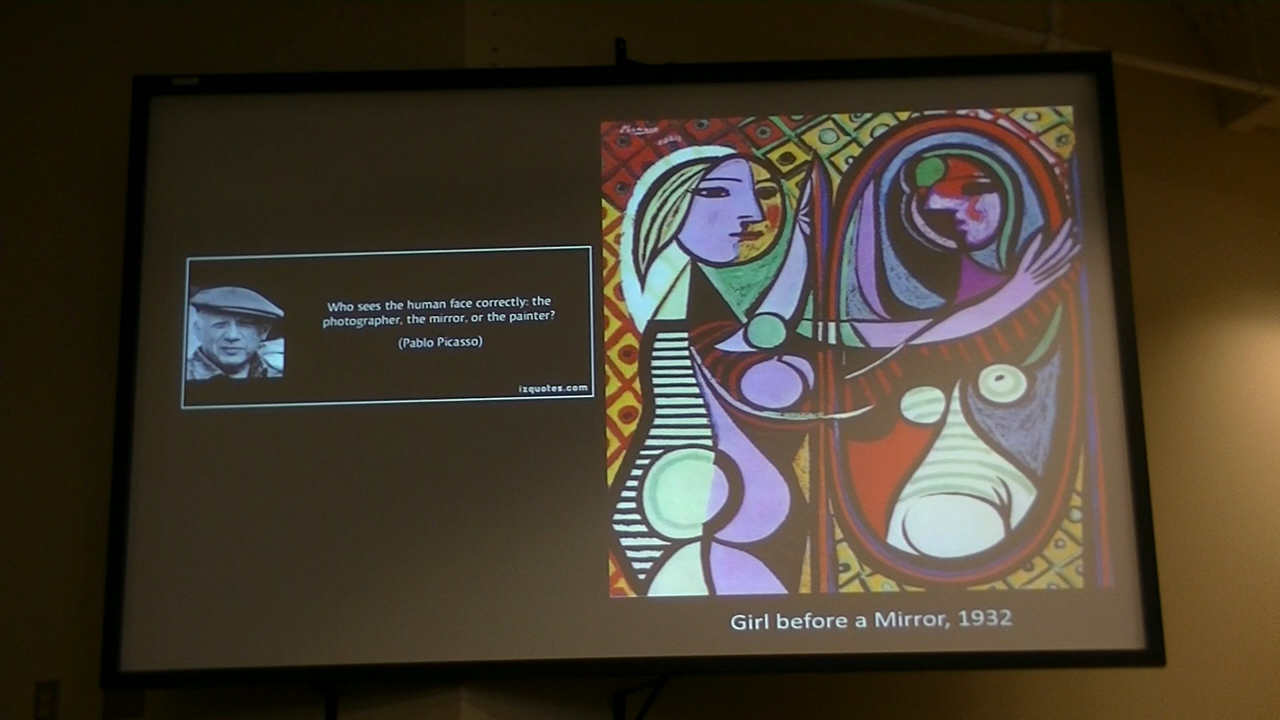 Who sees the human face correctly: the
photographer, the mirror, or the painter?
(Pablo Picasso)
izquotes.com
Girl before a Mirror, 1932